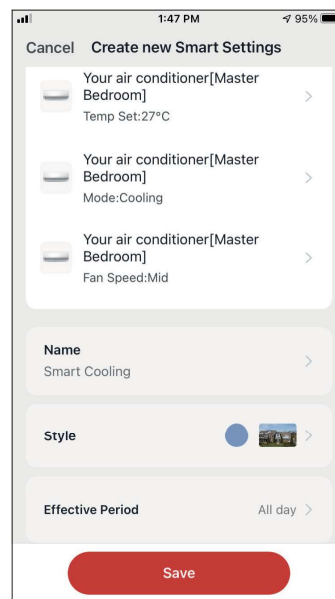 1:47 PM
95%
Cancel Create new Smart Settings
Your air conditioner[Master
Bedroom]
Temp Set:27°C
Your air conditioner[Master
Bedroom]
Mode:Cooling
Your air conditioner[Master
Bedroom]
Fan Speed:Mid
Name
Smart Cooling
Style
Effective Period
All day
Save